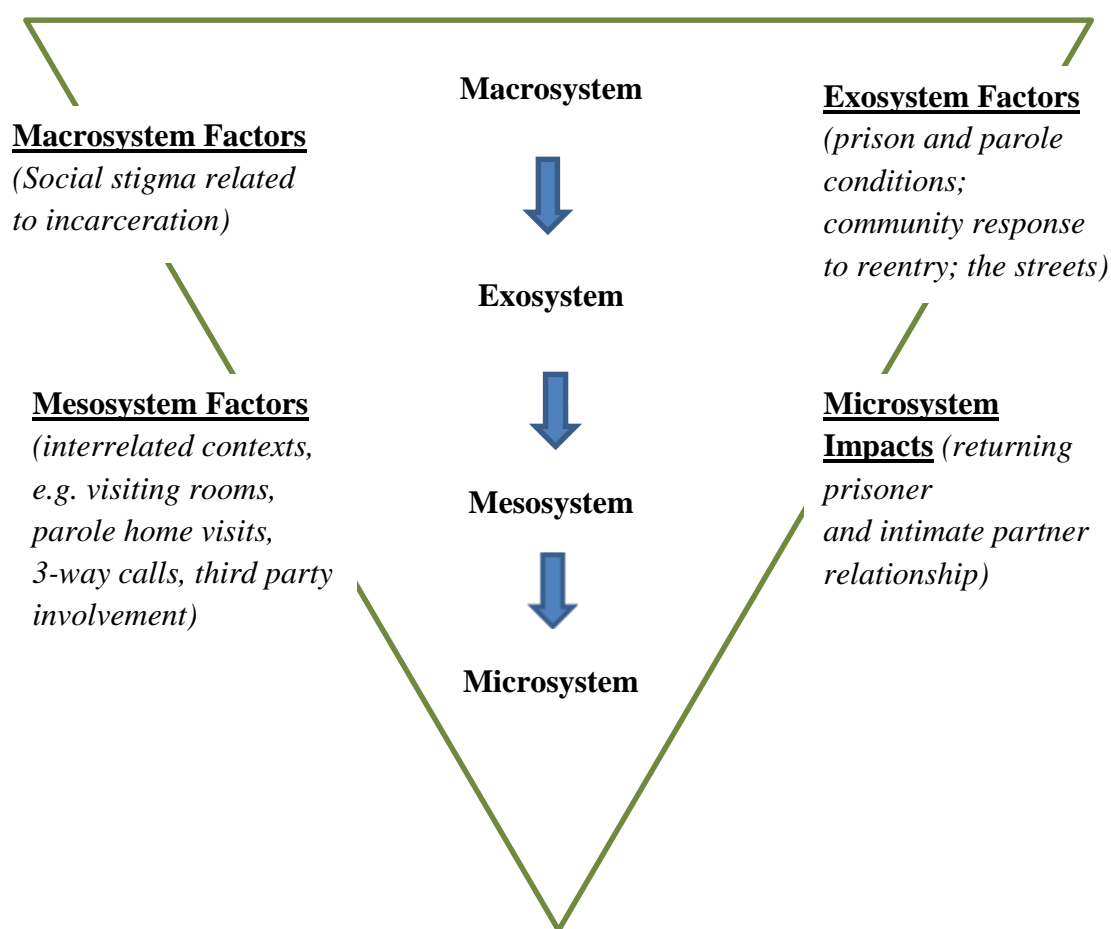 Macrosystem
Macrosystem Factors
(Social stigma related
to incarceration)
Exosystem Factors
(prison and parole
conditions;
community response
to reentry; the streets)
Exosystem
Mesosystem Factors
(interrelated contexts,
e.g. visiting rooms,
parole home visits,
3-way calls, third party
involvement)
Mesosystem
Microsystem
Impacts (returning
prisoner
and intimate partner
relationship)
Microsystem